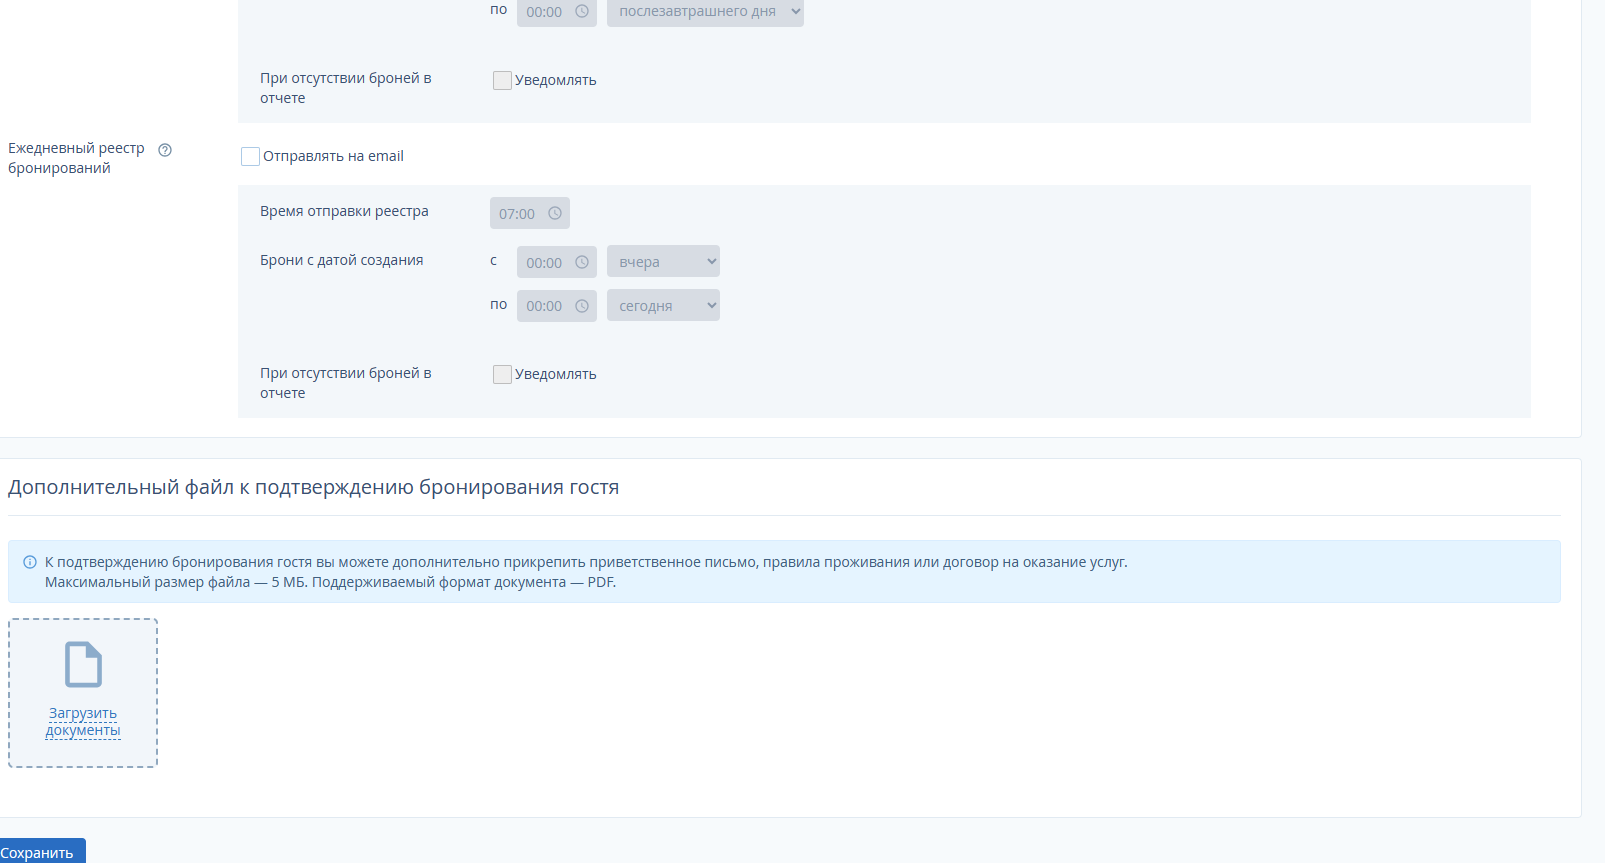 по 00:00 послезавтрашнего дня
При отсутствии броней в
отчете
Уведомлять
Ежедневный реестр
бронирований
Отправлять на email
Время отправки реестра 07:00
Брони с датой создания с 00:00 вчера
по 00:00 сегодня
При отсутствии броней в
отчете
Уведомлять
Дополнительный файл к подтверждению бронирования гостя
К подтверждению бронирования гостя вы можете дополнительно прикрепить приветственное письмо, правила проживания или договор на оказание услуг.
Максимальный размер файла — 5 МБ. Поддерживаемый формат документа — PDF.
Загрузить
документы
Сохранить